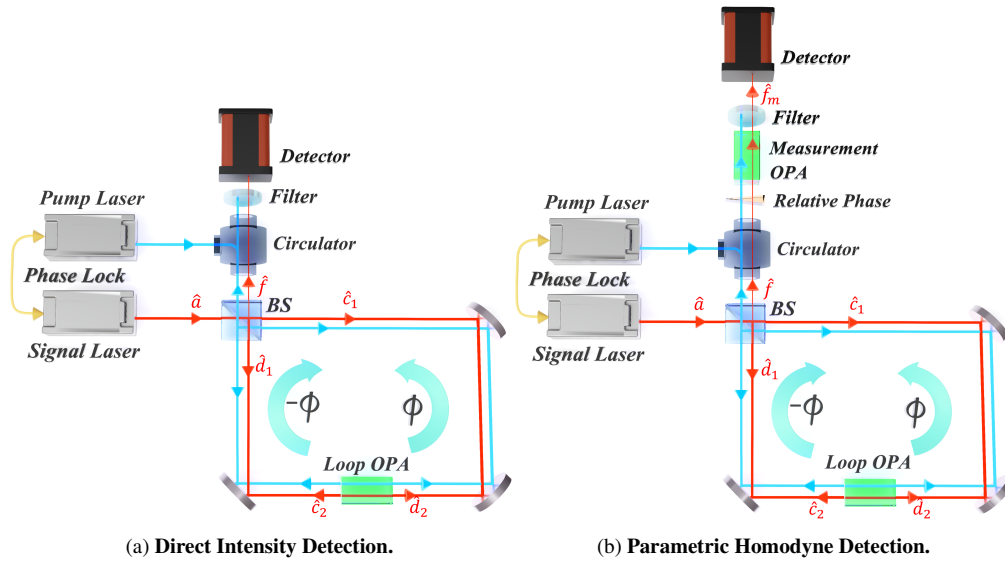 Detector
Filter
Pump Laser
Circulator
Phase Lock
f̂
BS
â
ĉ₁
Signal Laser
d̂₁
-ϕ
ϕ
Loop OPA
ĉ₂
d̂₂
(a) Direct Intensity Detection.
Detector
f̂ₘ
Filter
Measurement
OPA
Relative Phase
Pump Laser
Circulator
Phase Lock
f̂
BS
â
ĉ₁
Signal Laser
d̂₁
-ϕ
ϕ
Loop OPA
ĉ₂
d̂₂
(b) Parametric Homodyne Detection.